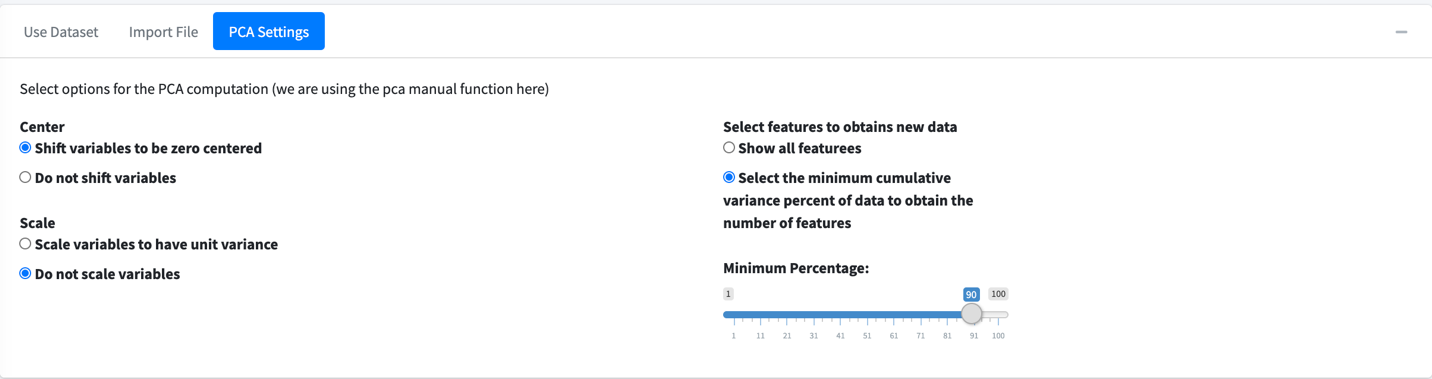 Use Dataset Import File PCA Settings
Select options for the PCA computation (we are using the pca manual function here)
Center
Shift variables to be zero centered
Do not shift variables
Scale
Scale variables to have unit variance
Do not scale variables
Select features to obtains new data
Show all featurees
Select the minimum cumulative
variance percent of data to obtain the
number of features
Minimum Percentage:
1 90 100
1 11 21 31 41 51 61 71 81 91 100